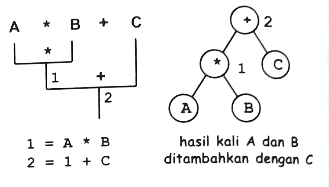 A * B + C
*
1
+
2
1 = A * B
2 = 1 + C
+ 2
* 1
C
A
B
hasil kali A dan B
ditambahkan dengan C